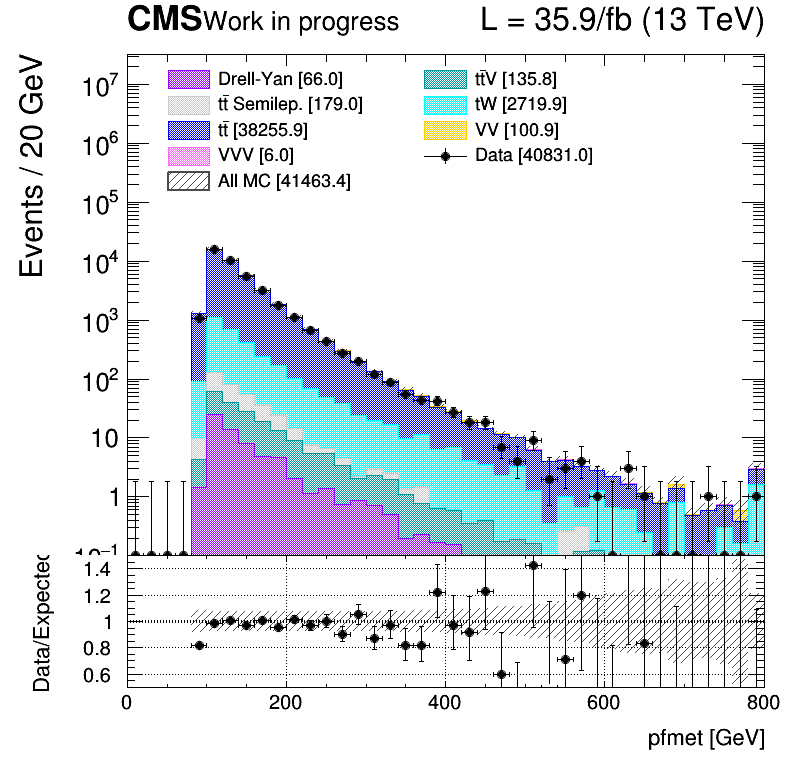 CMS Work in progress L = 35.9/fb (13 TeV)
Events / 20 GeV
Drell-Yan [66.0] tt̄V [135.8]
tt̄ Semilep. [179.0] tW [2719.9]
tt̄ [38255.9] VV [100.9]
VVV [6.0] Data [40831.0]
All MC [41463.4]
10⁷
10⁶
10⁵
10⁴
10³
10²
10
1
10⁻¹
Data/Expected
1.4
1.2
1
0.8
0.6
0 200 400 600 800
pfmet [GeV]